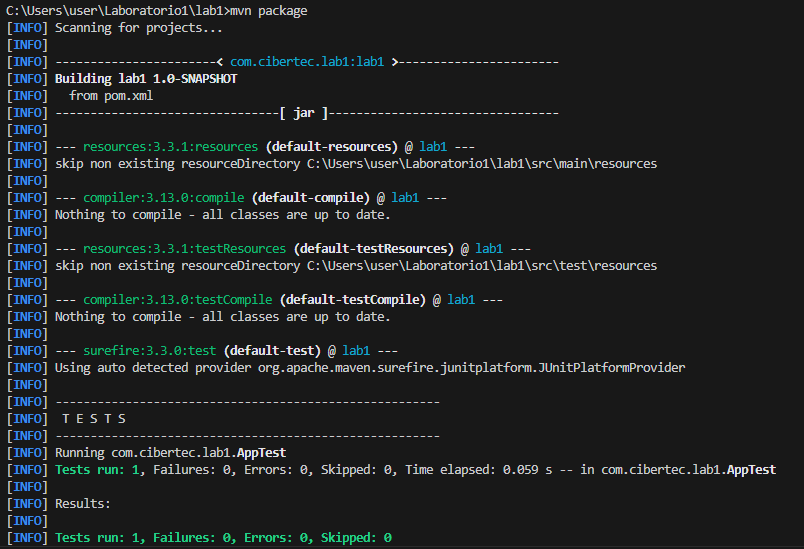 C:\Users\user\Laboratorio1\lab1>mvn package
[INFO] Scanning for projects...
[INFO]
[INFO] -----------------------< com.cibertec.lab1:lab1 >-----------------------
[INFO] Building lab1 1.0-SNAPSHOT
[INFO]   from pom.xml
[INFO] --------------------------------[ jar ]---------------------------------
[INFO]
[INFO] --- resources:3.3.1:resources (default-resources) @ lab1 ---
[INFO] skip non existing resourceDirectory C:\Users\user\Laboratorio1\lab1\src\main\resources
[INFO]
[INFO] --- compiler:3.13.0:compile (default-compile) @ lab1 ---
[INFO] Nothing to compile - all classes are up to date.
[INFO]
[INFO] --- resources:3.3.1:testResources (default-testResources) @ lab1 ---
[INFO] skip non existing resourceDirectory C:\Users\user\Laboratorio1\lab1\src\test\resources
[INFO]
[INFO] --- compiler:3.13.0:testCompile (default-testCompile) @ lab1 ---
[INFO] Nothing to compile - all classes are up to date.
[INFO]
[INFO] --- surefire:3.3.0:test (default-test) @ lab1 ---
[INFO] Using auto detected provider org.apache.maven.surefire.junitplatform.JUnitPlatformProvider
[INFO]
[INFO] -------------------------------------------------------
[INFO]  T E S T S
[INFO] -------------------------------------------------------
[INFO] Running com.cibertec.lab1.AppTest
[INFO] Tests run: 1, Failures: 0, Errors: 0, Skipped: 0, Time elapsed: 0.059 s -- in com.cibertec.lab1.AppTest
[INFO]
[INFO] Results:
[INFO]
[INFO] Tests run: 1, Failures: 0, Errors: 0, Skipped: 0